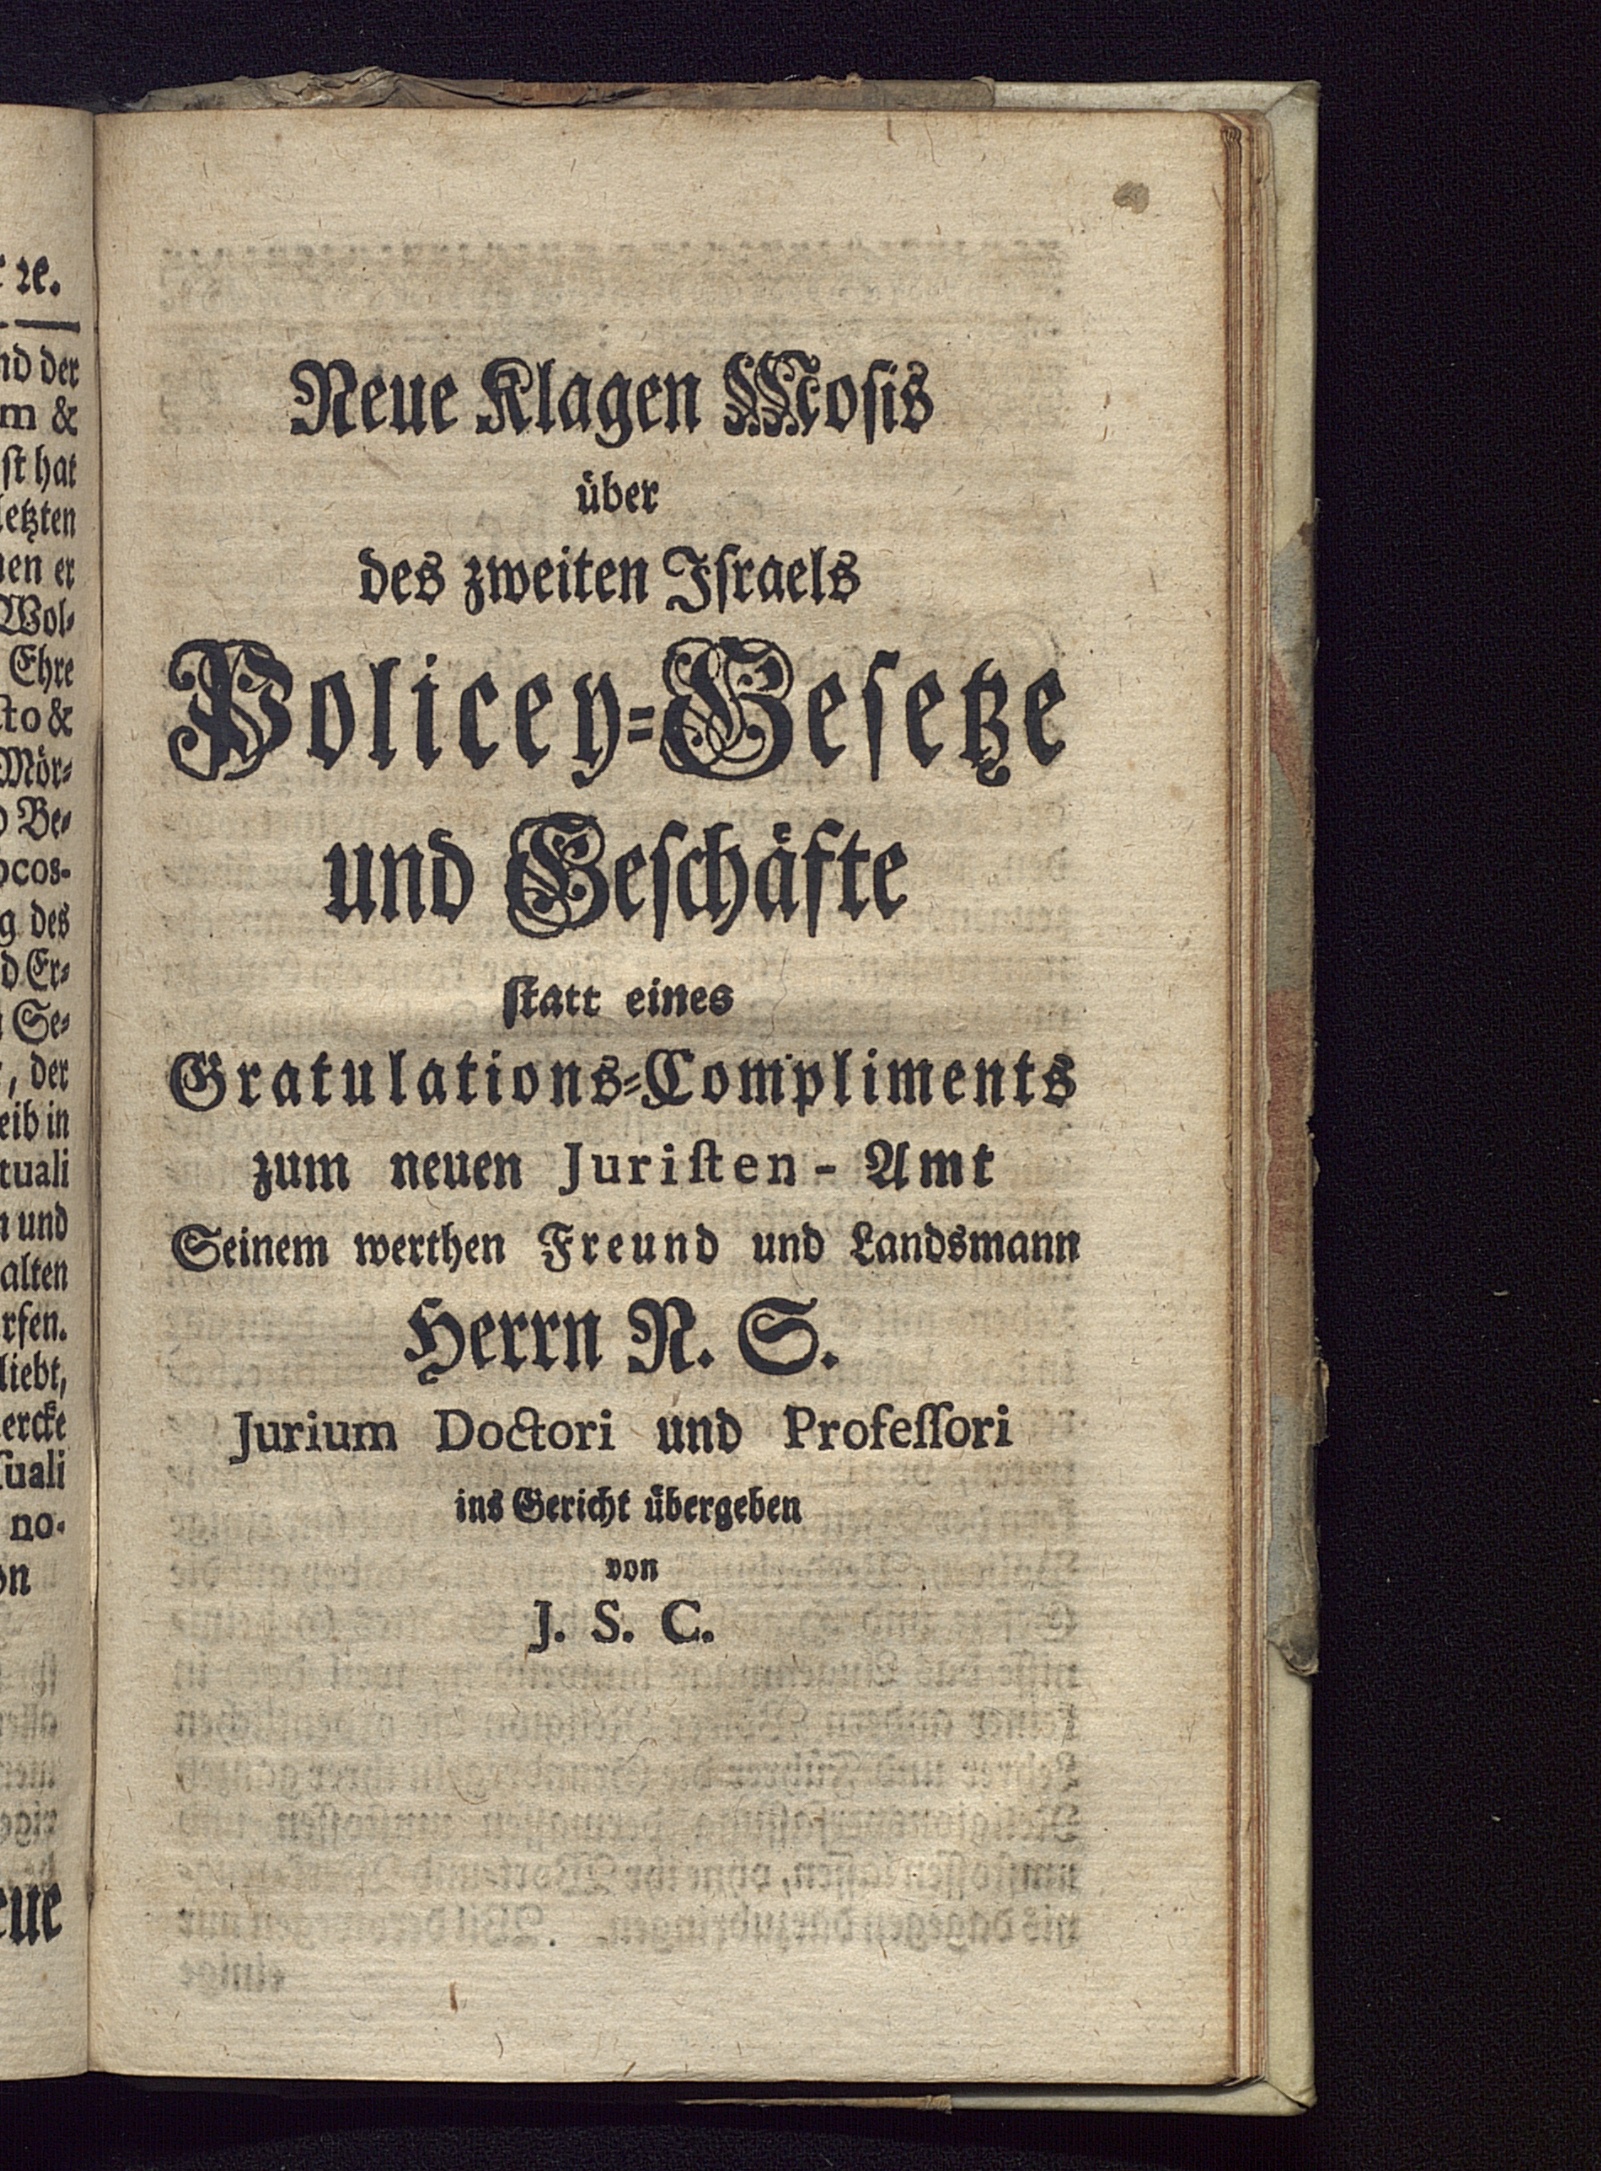 Neue Klagen Mosis
über
des zweiten Israels
Policey-Gesetze
und Geschäfte
statt eines
Gratulations-Compliments
zum neuen Juristen-Amt
Seinem werthen Freund und Landsmann
Herrn N. S.
Jurium Doctori und Professori
ins Gericht übergeben
von
J. S. C.